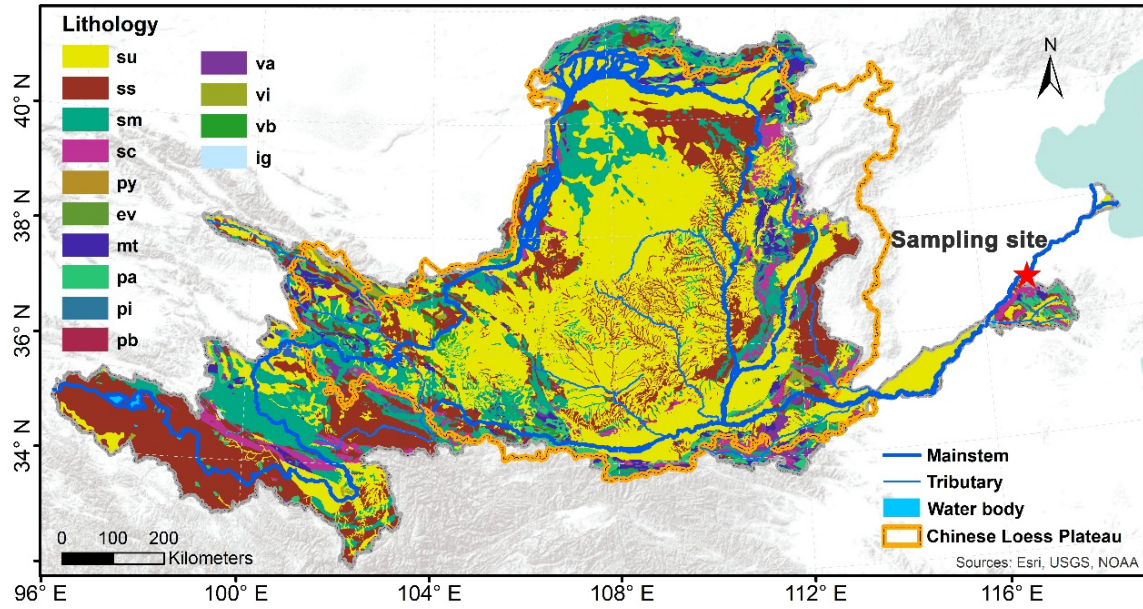 Lithology
su
ss
sm
sc
py
ev
mt
pa
pi
pb
va
vi
vb
ig
N
40° N
38° N
36° N
34° N
Sampling site
Mainstem
Tributary
Water body
Chinese Loess Plateau
Sources: Esri, USGS, NOAA
0 100 200
Kilometers
96° E 100° E 104° E 108° E 112° E 116° E